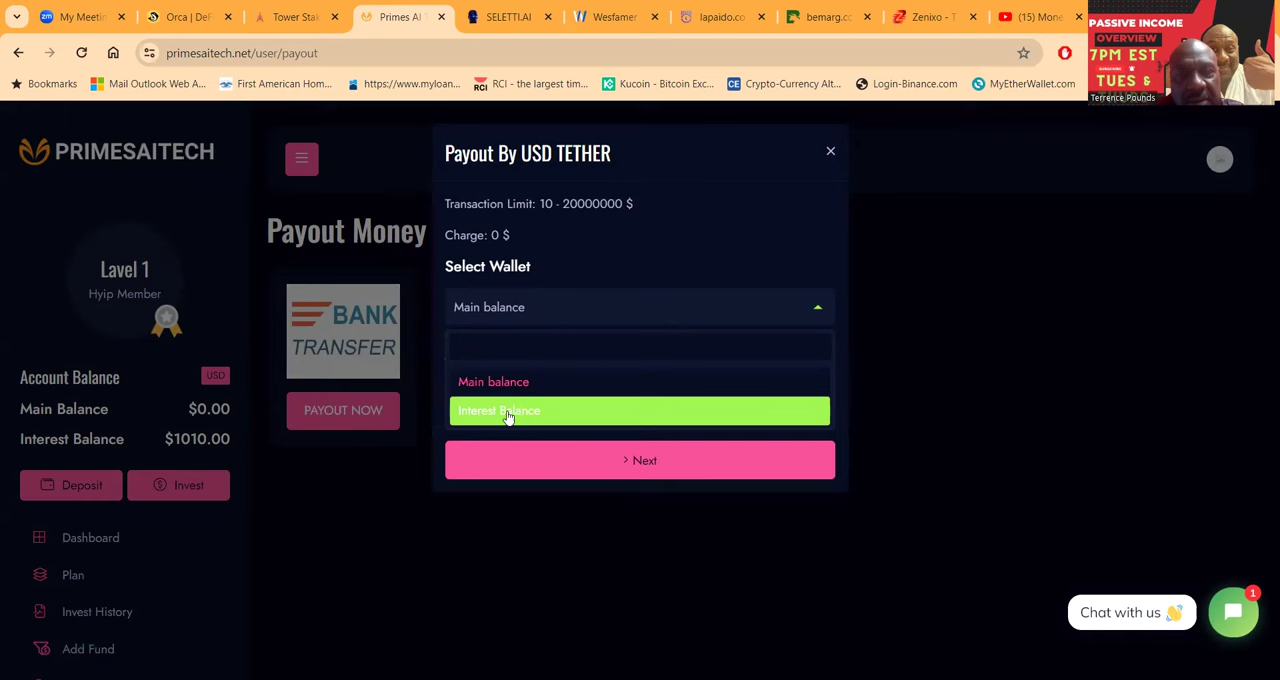 My Meetin
Orca | DeF
Tower Stak
Primes AI T
SELETTI.AI
Wesfamer
lapaido.co
bemarg.cc
Zenixo - T
(15) Mone
primesaitech.net/user/payout
Bookmarks
Mail Outlook Web A...
First American Hom...
https://www.myloan...
RCI - the largest tim...
Kucoin - Bitcoin Exc...
Crypto-Currency Alt...
Login-Binance.com
MyEtherWallet.com
PASSIVE INCOME
OVERVIEW
7PM EST
TUES &
Terrence Pounds
PRIMESAITECH
Lavel 1
Hyip Member
Account Balance
USD
Main Balance $0.00
Interest Balance $1010.00
Deposit
Invest
Dashboard
Plan
Invest History
Add Fund
Payout Money
BANK
TRANSFER
PAYOUT NOW
Payout By USD TETHER
Transaction Limit: 10 - 20000000 $
Charge: 0 $
Select Wallet
Main balance
Main balance
Interest Balance
Next
Chat with us 👋
1